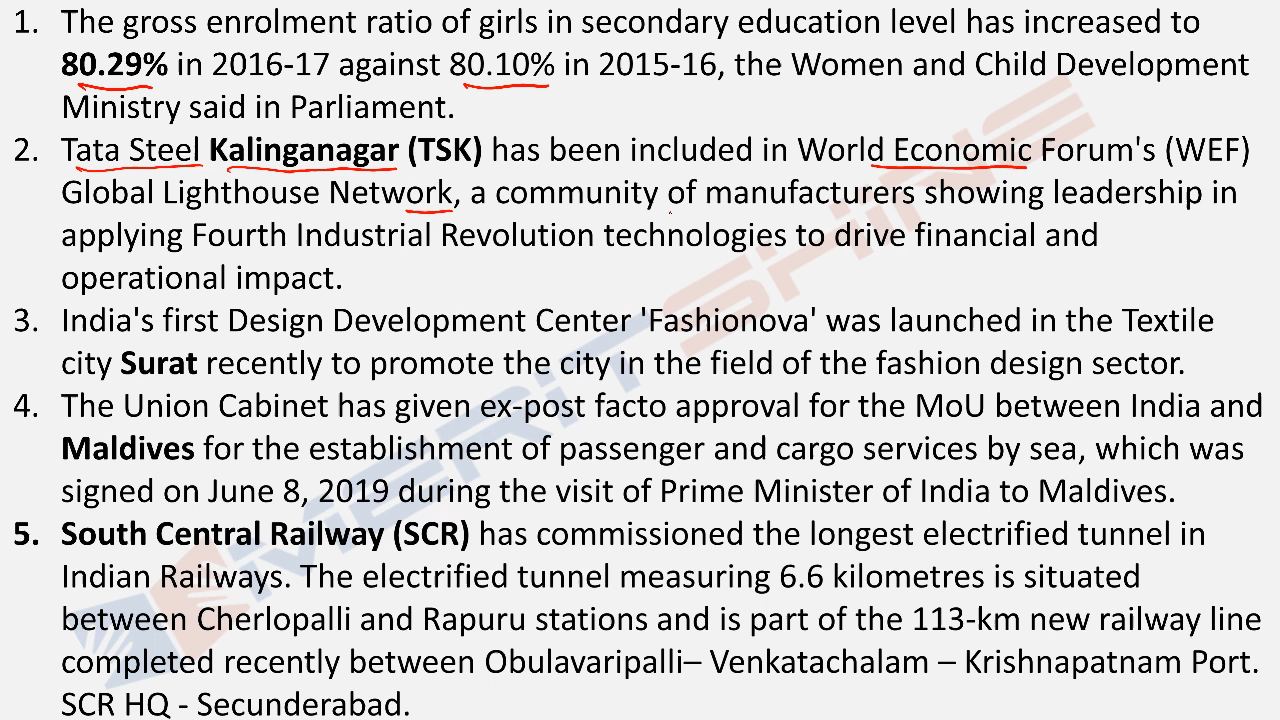 1. The gross enrolment ratio of girls in secondary education level has increased to
80.29% in 2016-17 against 80.10% in 2015-16, the Women and Child Development
Ministry said in Parliament.
2. Tata Steel Kalinganagar (TSK) has been included in World Economic Forum's (WEF)
Global Lighthouse Network, a community of manufacturers showing leadership in
applying Fourth Industrial Revolution technologies to drive financial and
operational impact.
3. India's first Design Development Center 'Fashionova' was launched in the Textile
city Surat recently to promote the city in the field of the fashion design sector.
4. The Union Cabinet has given ex-post facto approval for the MoU between India and
Maldives for the establishment of passenger and cargo services by sea, which was
signed on June 8, 2019 during the visit of Prime Minister of India to Maldives.
5. South Central Railway (SCR) has commissioned the longest electrified tunnel in
Indian Railways. The electrified tunnel measuring 6.6 kilometres is situated
between Cherlopalli and Rapuru stations and is part of the 113-km new railway line
completed recently between Obulavaripalli– Venkatachalam – Krishnapatnam Port.
SCR HQ - Secunderabad.
MERiT SHiNE